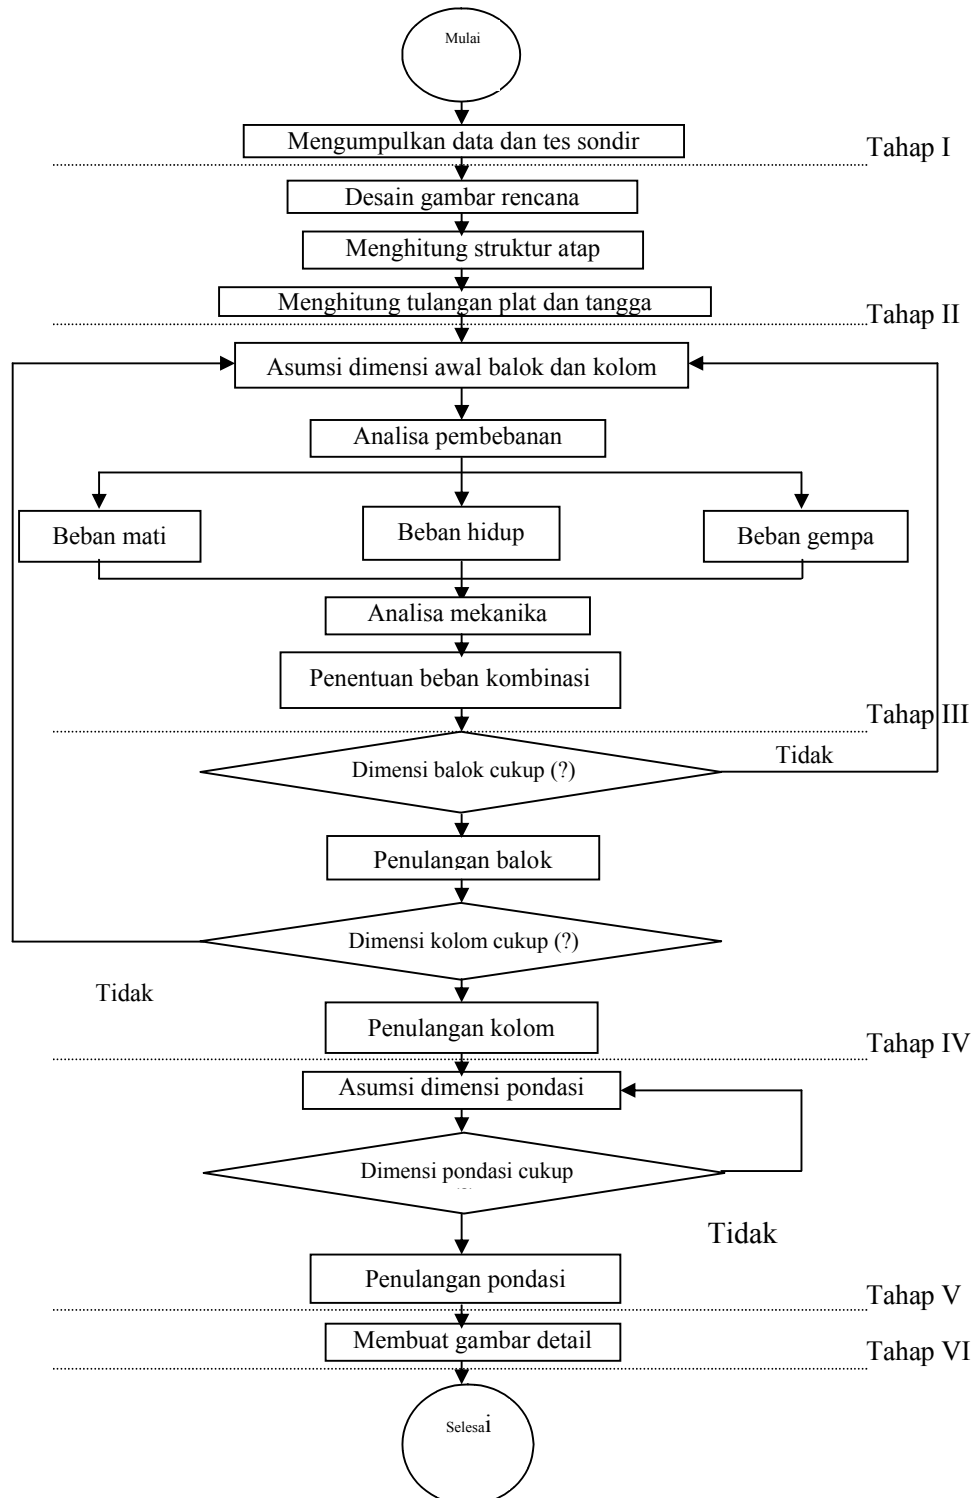 Mulai
Mengumpulkan data dan tes sondir
Tahap I
Desain gambar rencana
Menghitung struktur atap
Menghitung tulangan plat dan tangga
Tahap II
Asumsi dimensi awal balok dan kolom
Analisa pembebanan
Beban mati
Beban hidup
Beban gempa
Analisa mekanika
Penentuan beban kombinasi
Tahap III
Dimensi balok cukup (?)
Tidak
Penulangan balok
Dimensi kolom cukup (?)
Tidak
Penulangan kolom
Tahap IV
Asumsi dimensi pondasi
Dimensi pondasi cukup
Tidak
Penulangan pondasi
Tahap V
Membuat gambar detail
Tahap VI
Selesai